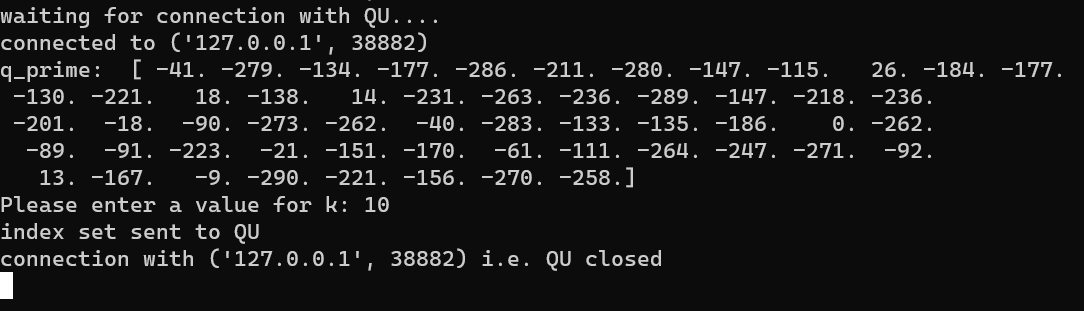 waiting for connection with QU....
connected to ('127.0.0.1', 38882)
q_prime:  [ -41. -279. -134. -177. -286. -211. -280. -147. -115.   26. -184. -177.
 -130. -221.   18. -138.   14. -231. -263. -236. -289. -147. -218. -236.
 -201.  -18.  -90. -273. -262.  -40. -283. -133. -135. -186.    0. -262.
  -89.  -91. -223.  -21. -151. -170.  -61. -111. -264. -247. -271.  -92.
   13. -167.   -9. -290. -221. -156. -270. -258.]
Please enter a value for k: 10
index set sent to QU
connection with ('127.0.0.1', 38882) i.e. QU closed